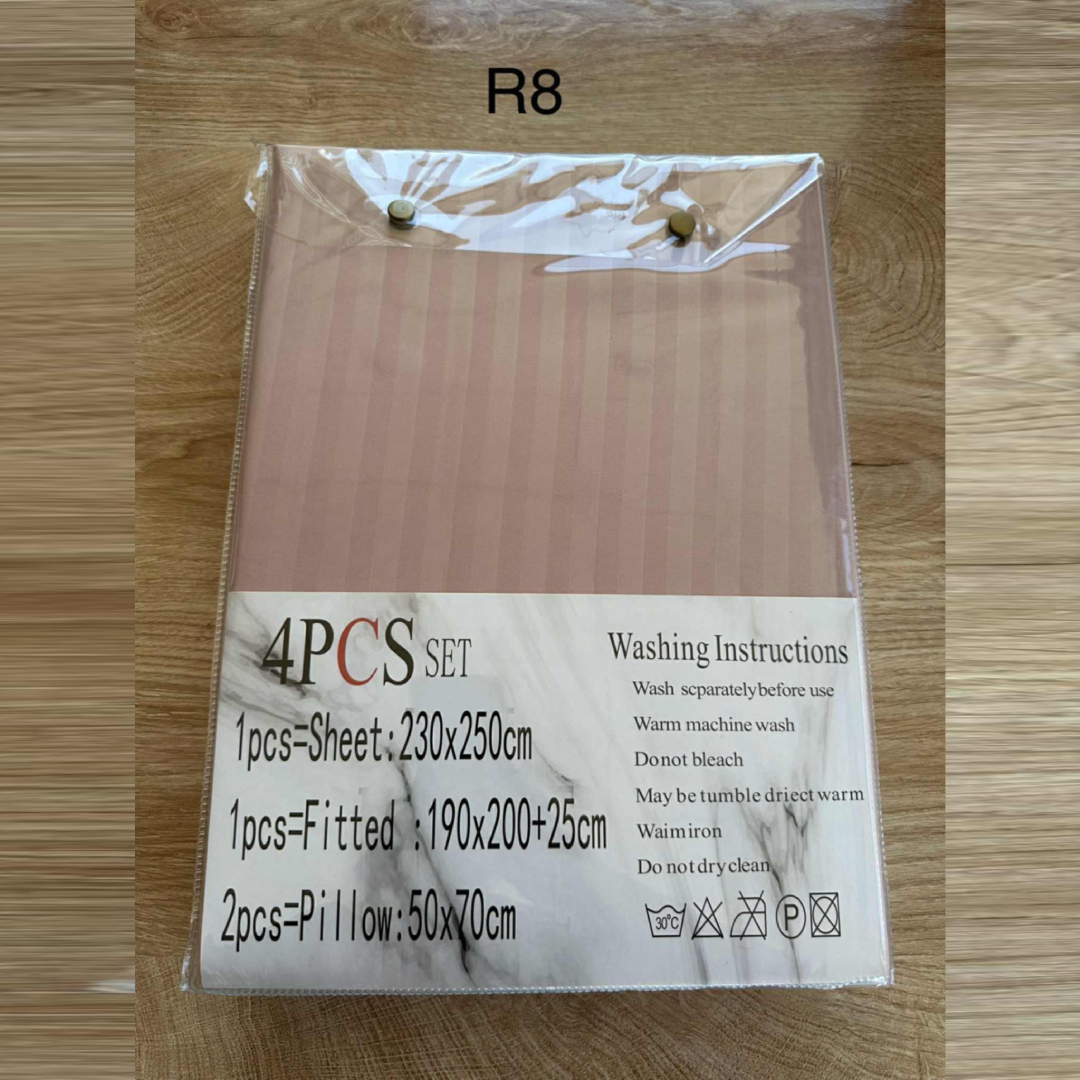 R8
4PCS SET
1pcs=Sheet:230x250cm
1pcs=Fitted :190x200+25cm
2pcs=Pillow:50x70cm
Washing Instructions
Wash scparatelybefore use
Warm machine wash
Donot bleach
May be tumble driect warm
Waimiron
Do not dry clean
30°C
P